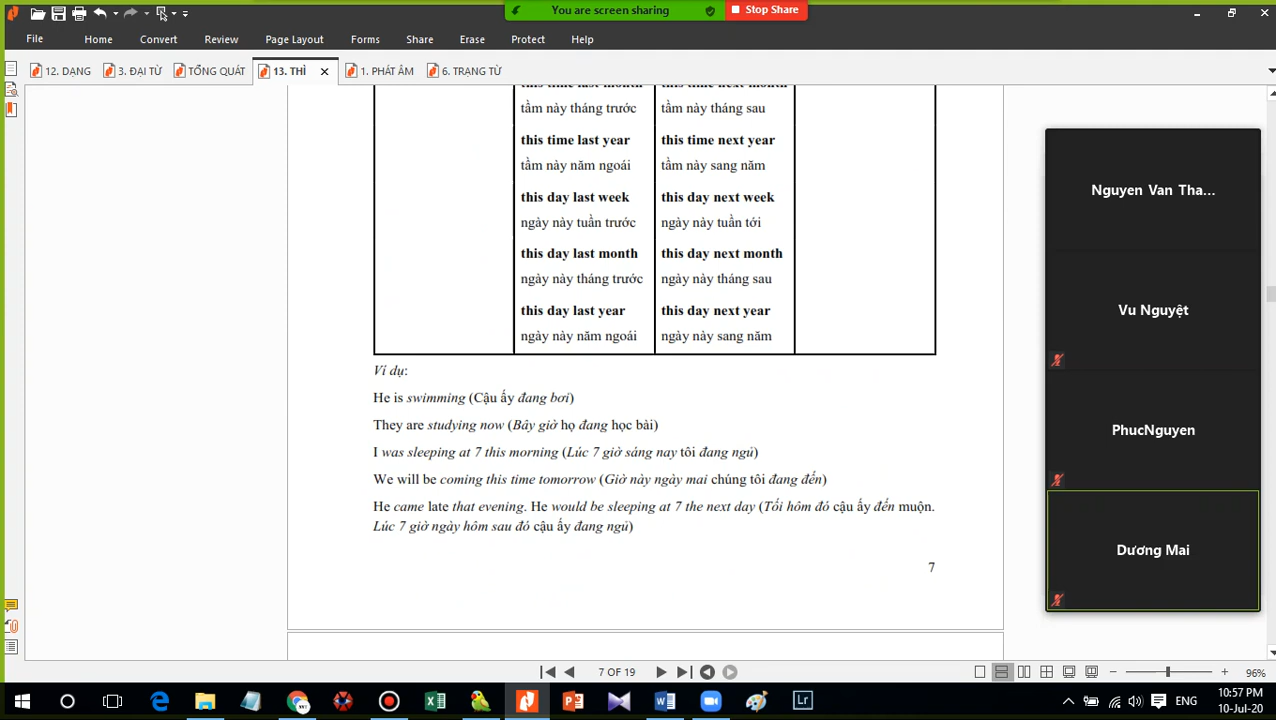 You are screen sharing
Stop Share
File Home Convert Review Page Layout Forms Share Comment Erase Protect Help
12. DẠNG
3. ĐẠI TỪ
TỔNG QUÁT
13. THÌ
1. PHÁT ÂM
6. TRẠNG TỪ
this time last month this time next month
tầm này tháng trước tầm này tháng sau
this time last year this time next year
tầm này năm ngoái tầm này sang năm
this day last week this day next week
ngày này tuần trước ngày này tuần tới
this day last month this day next month
ngày này tháng trước ngày này tháng sau
this day last year this day next year
ngày này năm ngoái ngày này sang năm
Ví dụ:
He is swimming (Cậu ấy đang bơi)
They are studying now (Bây giờ họ đang học bài)
I was sleeping at 7 this morning (Lúc 7 giờ sáng nay tôi đang ngủ)
We will be coming this time tomorrow (Giờ này ngày mai chúng tôi đang đến)
He came late that evening. He would be sleeping at 7 the next day (Tối hôm đó cậu ấy đến muộn.
Lúc 7 giờ ngày hôm sau đó cậu ấy đang ngủ)
7
Nguyen Van Tha...
Vu Nguyệt
PhucNguyen
Dương Mai
7 OF 19
96%
Lr
ENG
10:57 PM
10-Jul-20